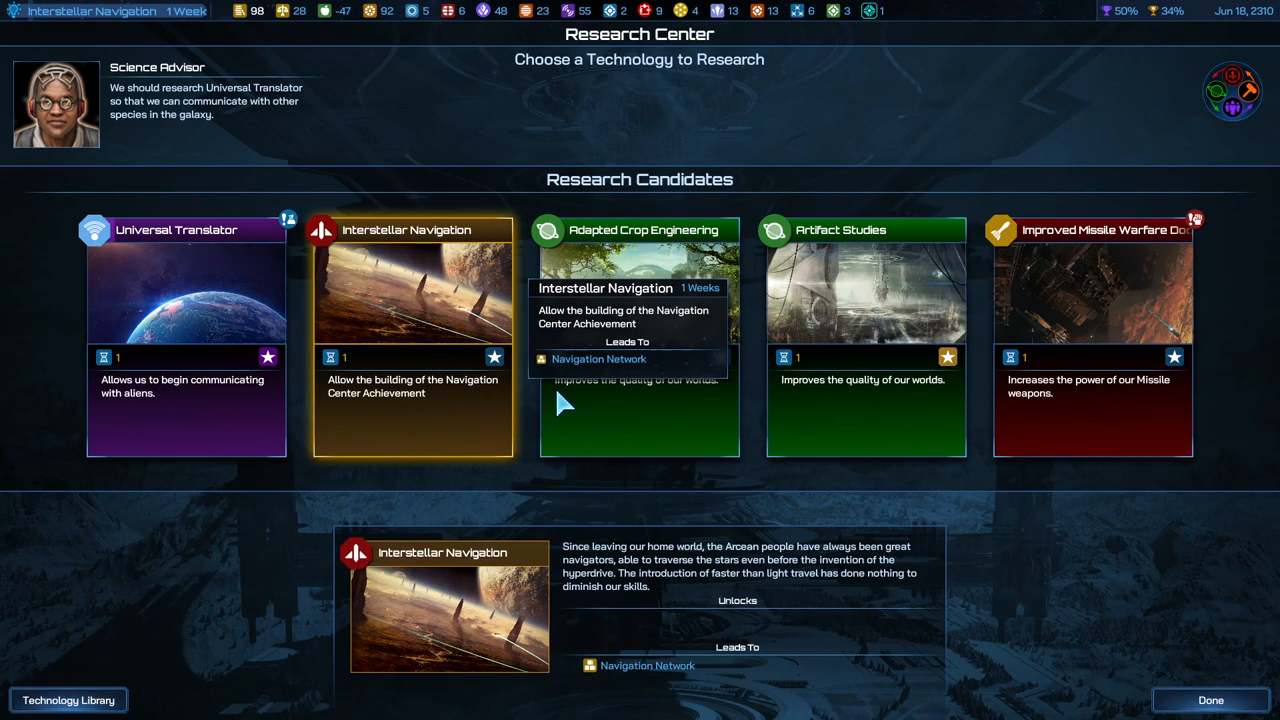 Interstellar Navigation 1 Week 98 28 -47 92 5 6 48 23 55 2 9 4 13 13 6 3 1 50% 34% Jun 18, 2310
Research Center
Choose a Technology to Research
Science Advisor
We should research Universal Translator
so that we can communicate with other
species in the galaxy.
Research Candidates
Universal Translator
1
Allows us to begin communicating
with aliens.
Interstellar Navigation
1
Allow the building of the Navigation
Center Achievement
Adapted Crop Engineering
Improves the quality of our worlds.
Interstellar Navigation 1 Weeks
Allow the building of the Navigation
Center Achievement
Leads To
Navigation Network
Artifact Studies
1
Improves the quality of our worlds.
Improved Missile Warfare Doc
1
Increases the power of our Missile
weapons.
Interstellar Navigation
Since leaving our home world, the Arcean people have always been great
navigators, able to traverse the stars even before the invention of the
hyperdrive. The introduction of faster than light travel has done nothing to
diminish our skills.
Unlocks
Leads To
Navigation Network
Technology Library
Done